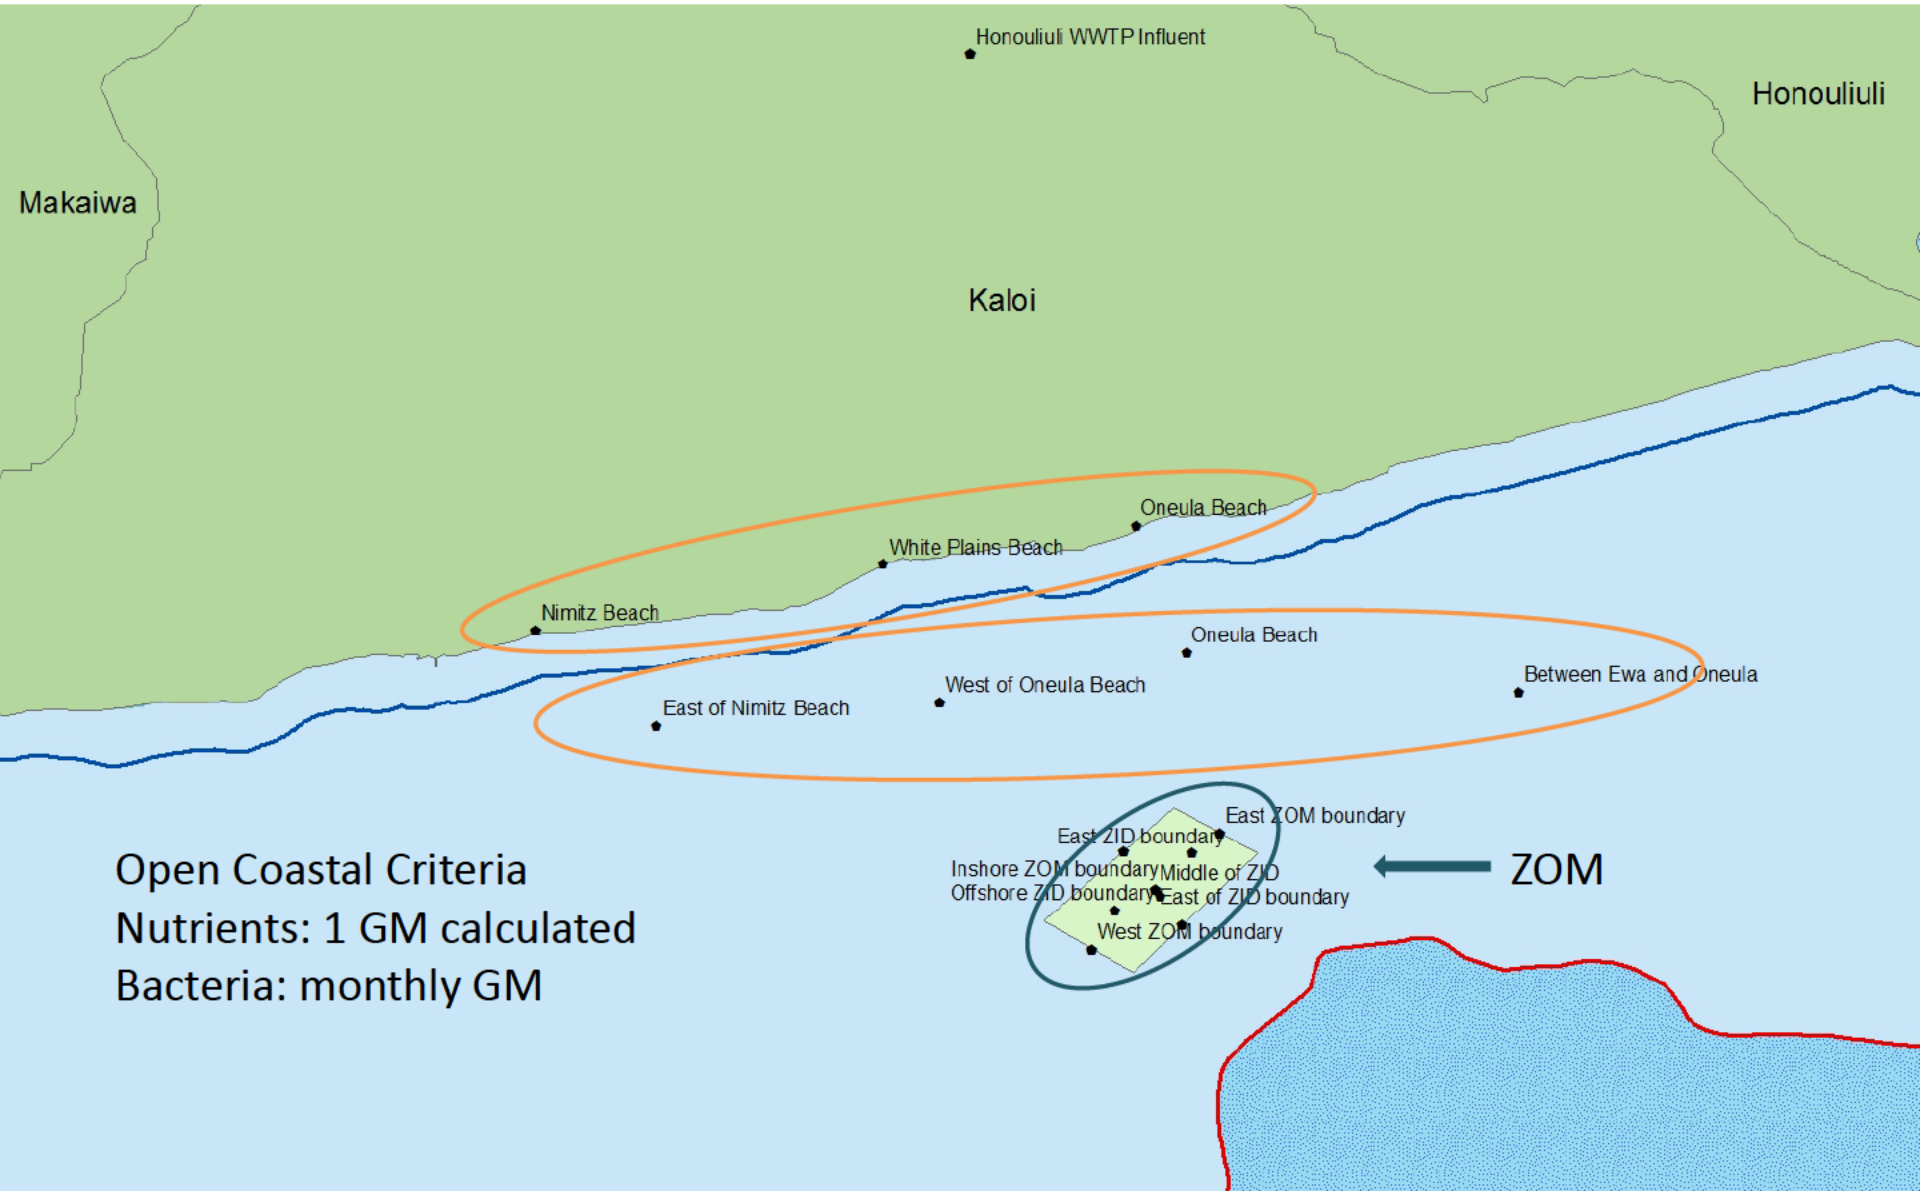 Honouliuli WWTP Influent
Honouliuli
Makaiwa
Kaloi
Oneula Beach
White Plains Beach
Nimitz Beach
Oneula Beach
Between Ewa and Oneula
West of Oneula Beach
East of Nimitz Beach
East ZOM boundary
East ZID boundary
Inshore ZOM boundary
Middle of ZID
Offshore ZID boundary
East of ZID boundary
West ZOM boundary
ZOM
Open Coastal Criteria
Nutrients: 1 GM calculated
Bacteria: monthly GM